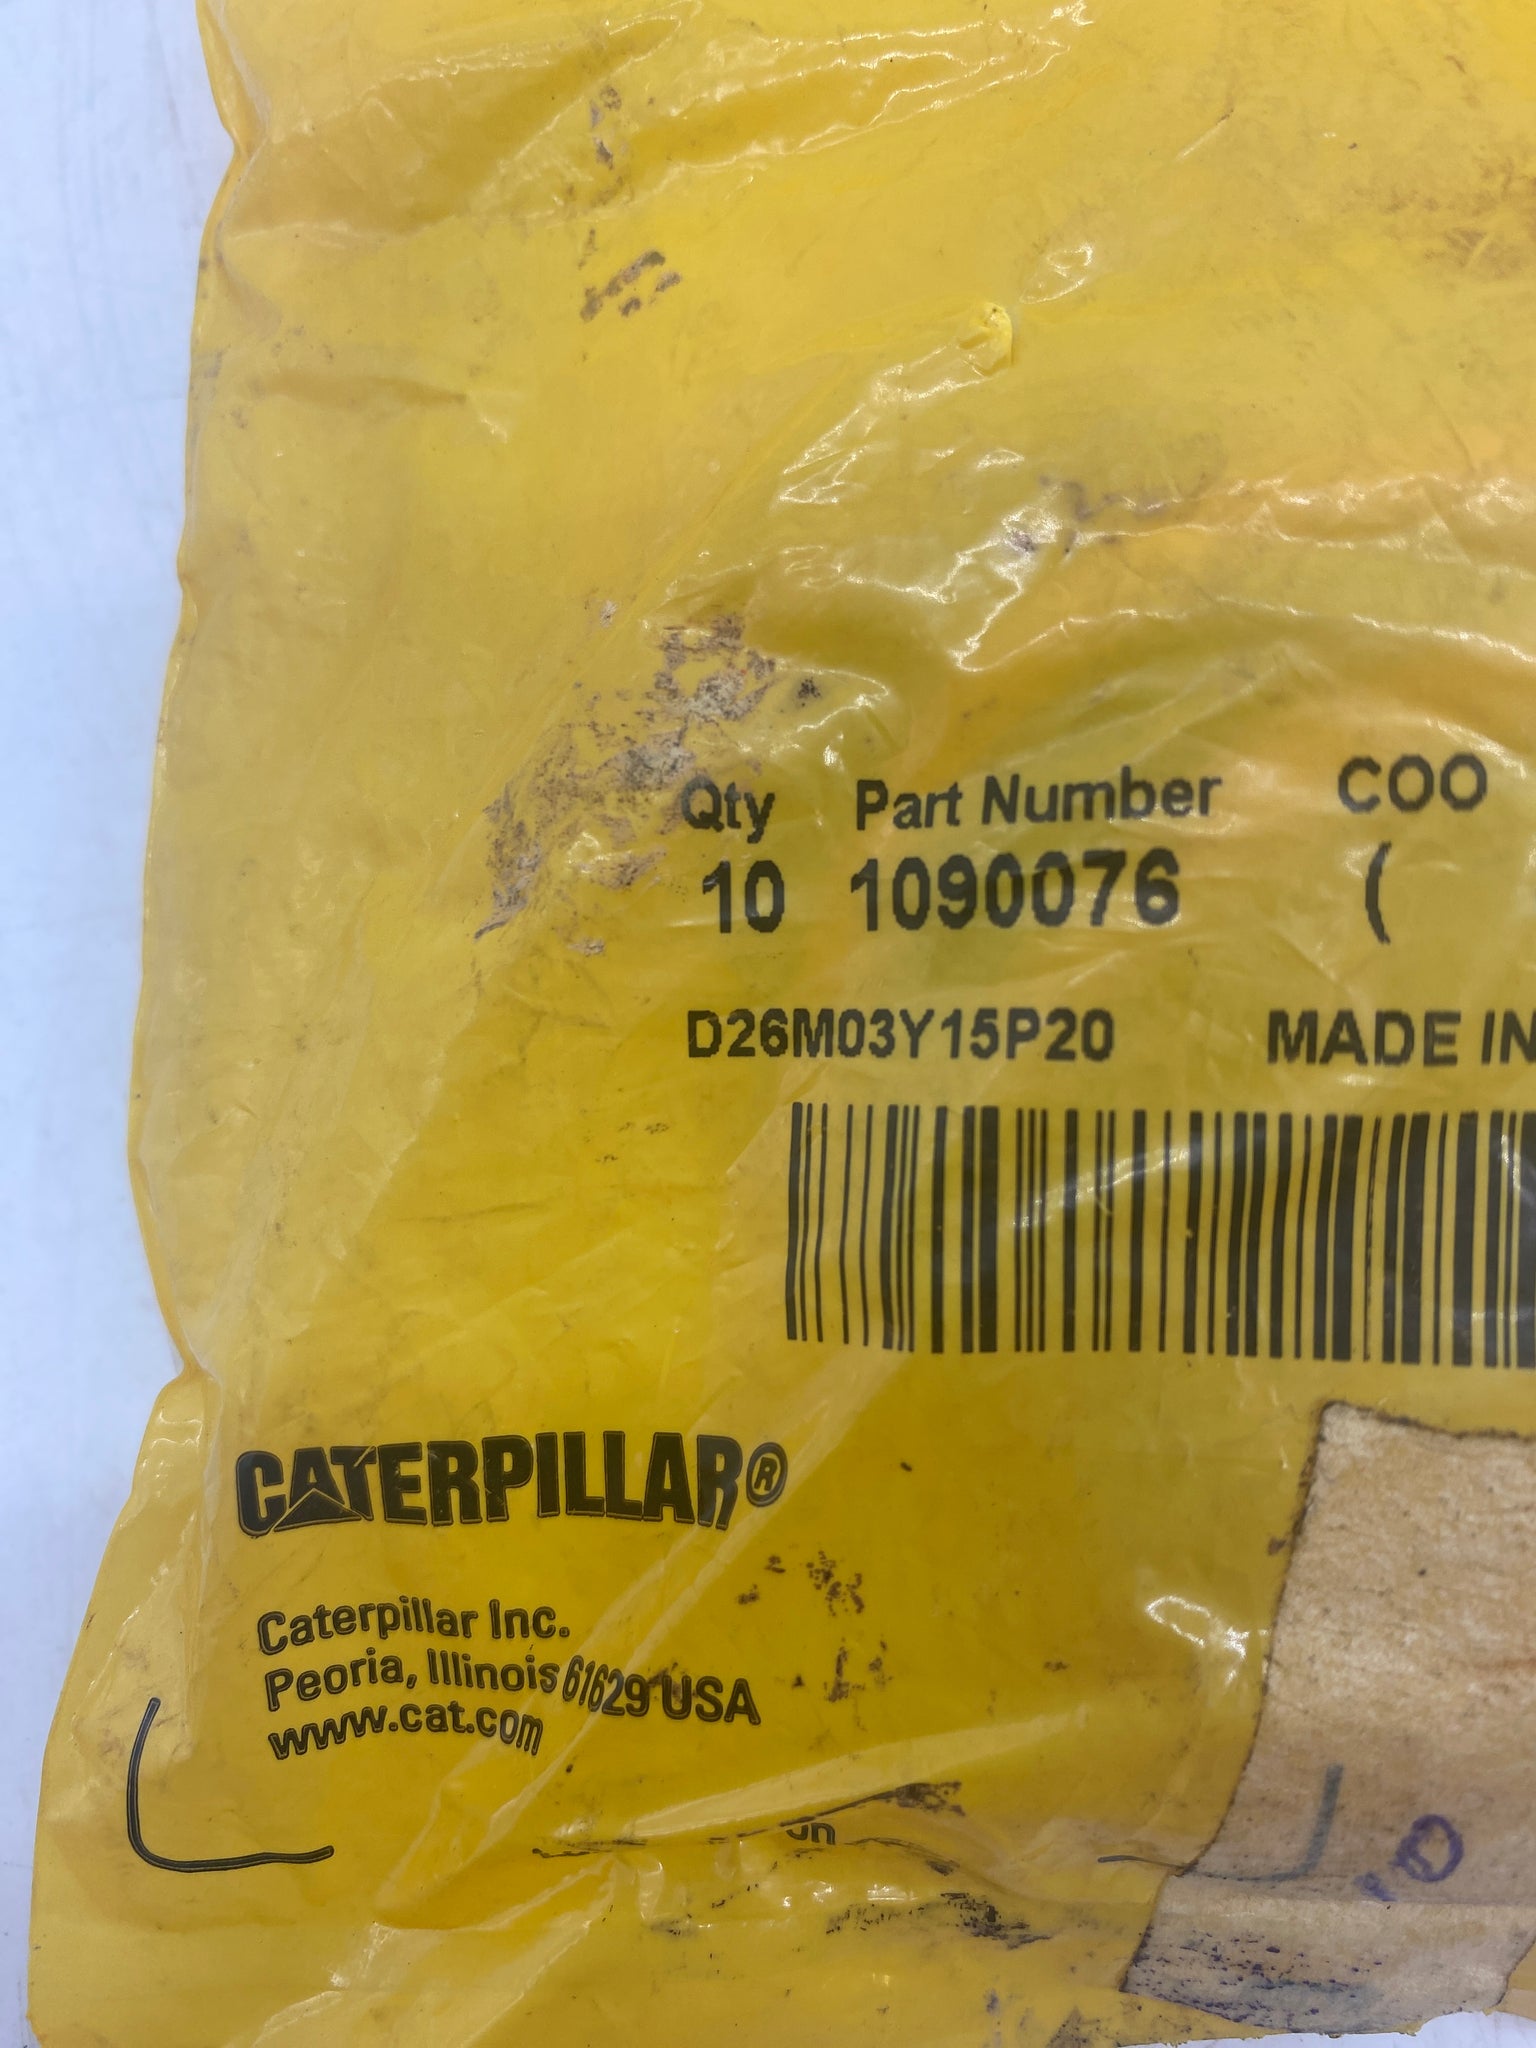 Qty Part Number COO
10 1090076 (
D26M03Y15P20 MADE IN
CATERPILLAR®
Caterpillar Inc.
Peoria, Illinois 61629 USA
www.cat.com